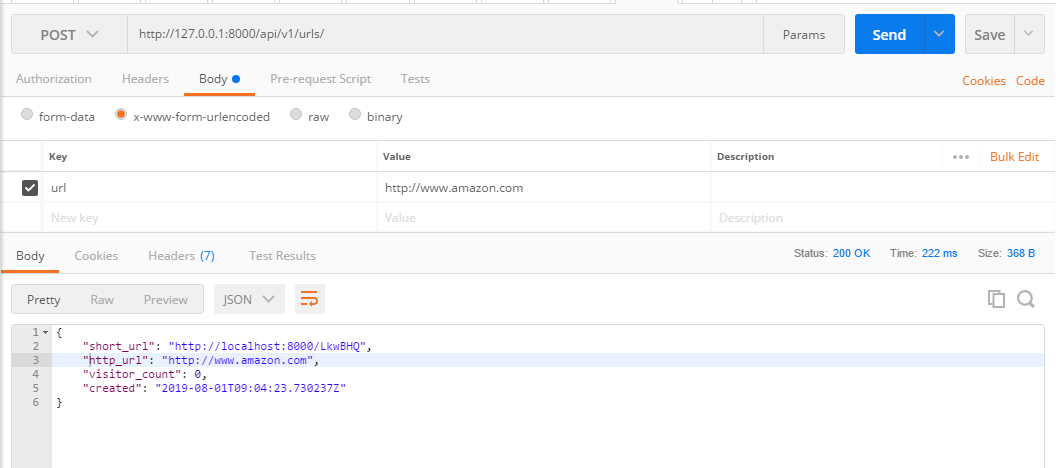 POST http://127.0.0.1:8000/api/v1/urls/ Params Send Save
Authorization Headers Body Pre-request Script Tests Cookies Code
form-data x-www-form-urlencoded raw binary
Key Value Description Bulk Edit
url http://www.amazon.com
New key Value Description
Body Cookies Headers (7) Test Results Status: 200 OK Time: 222 ms Size: 368 B
Pretty Raw Preview JSON
1 {
2 "short_url": "http://localhost:8000/LkwBHQ",
3 "http_url": "http://www.amazon.com",
4 "visitor_count": 0,
5 "created": "2019-08-01T09:04:23.730237Z"
6 }